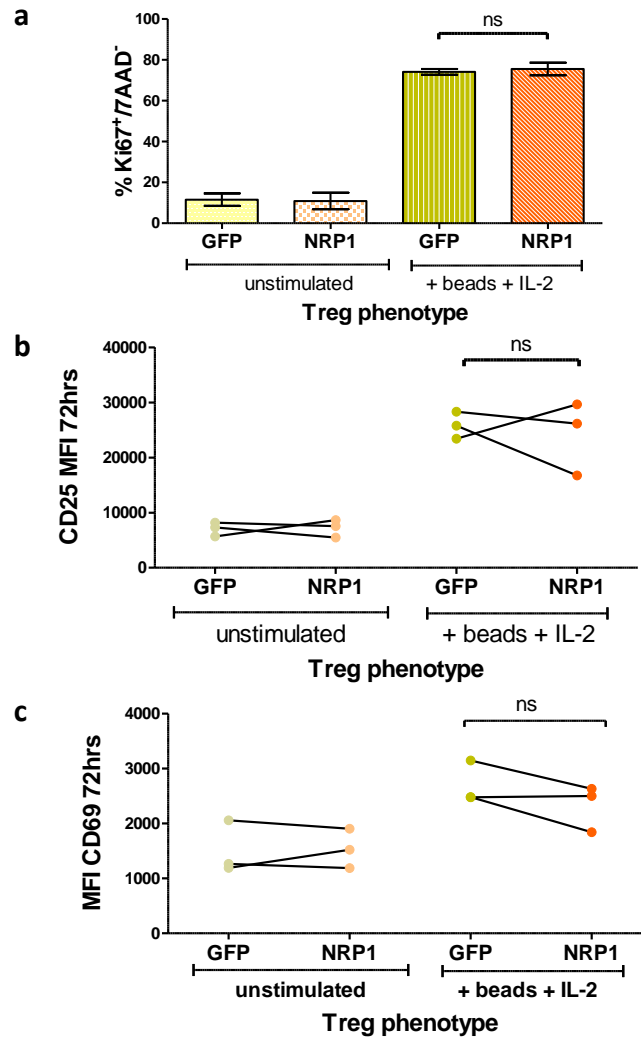 a
ns
% Ki67⁺/7AAD⁻
100
80
60
40
20
0
GFP NRP1 GFP NRP1
unstimulated + beads + IL-2
Treg phenotype
b
ns
CD25 MFI 72hrs
40000
30000
20000
10000
0
GFP NRP1 GFP NRP1
unstimulated + beads + IL-2
Treg phenotype
c
ns
MFI CD69 72hrs
4000
3000
2000
1000
0
GFP NRP1 GFP NRP1
unstimulated + beads + IL-2
Treg phenotype